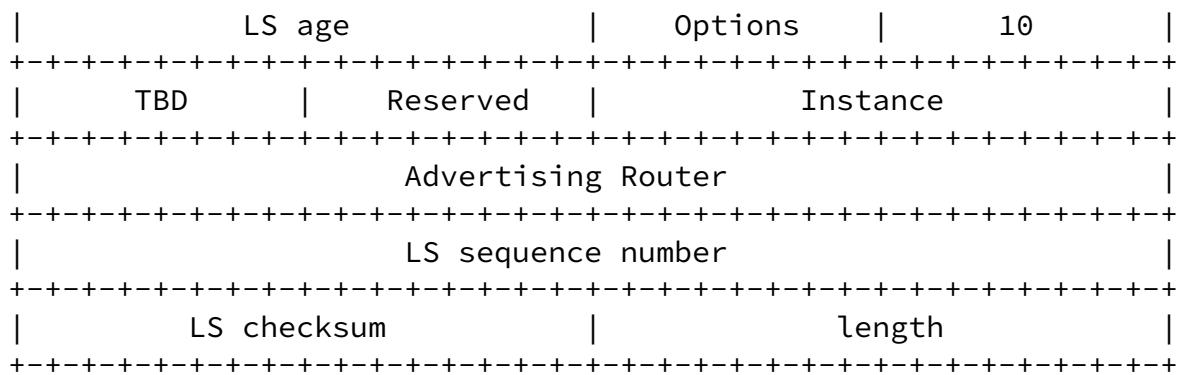 |            LS age             |    Options    |      10       |
+-+-+-+-+-+-+-+-+-+-+-+-+-+-+-+-+-+-+-+-+-+-+-+-+-+-+-+-+-+-+-+-+
|      TBD      |    Reserved   |           Instance            |
+-+-+-+-+-+-+-+-+-+-+-+-+-+-+-+-+-+-+-+-+-+-+-+-+-+-+-+-+-+-+-+-+
|                     Advertising Router                        |
+-+-+-+-+-+-+-+-+-+-+-+-+-+-+-+-+-+-+-+-+-+-+-+-+-+-+-+-+-+-+-+-+
|                     LS sequence number                        |
+-+-+-+-+-+-+-+-+-+-+-+-+-+-+-+-+-+-+-+-+-+-+-+-+-+-+-+-+-+-+-+-+
|         LS checksum           |             length            |
+-+-+-+-+-+-+-+-+-+-+-+-+-+-+-+-+-+-+-+-+-+-+-+-+-+-+-+-+-+-+-+-+